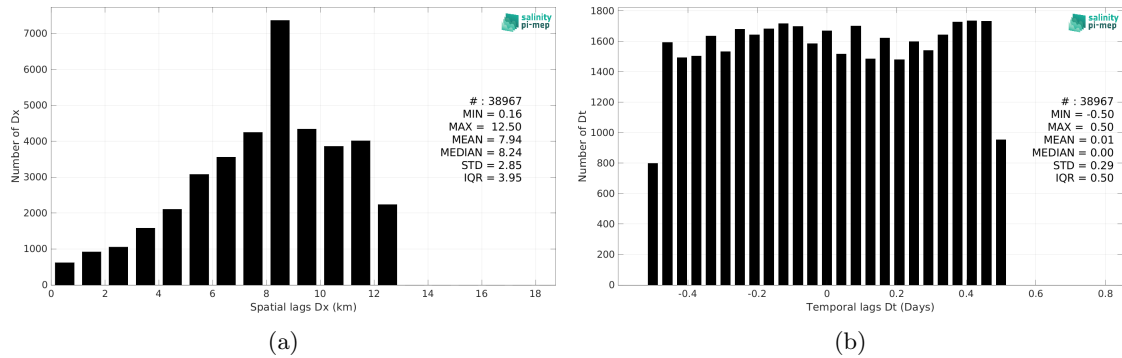 7000
6000
5000
4000
3000
2000
1000
0
Number of Dx
salinity
pi-mep
# : 38967
MIN = 0.16
MAX = 12.50
MEAN = 7.94
MEDIAN = 8.24
STD = 2.85
IQR = 3.95
0 2 4 6 8 10 12 14 16 18
Spatial lags Dx (km)
(a)
1800
1600
1400
1200
1000
800
600
400
200
0
Number of Dt
salinity
pi-mep
# : 38967
MIN = -0.50
MAX = 0.50
MEAN = 0.01
MEDIAN = 0.00
STD = 0.29
IQR = 0.50
-0.4 -0.2 0 0.2 0.4 0.6 0.8
Temporal lags Dt (Days)
(b)